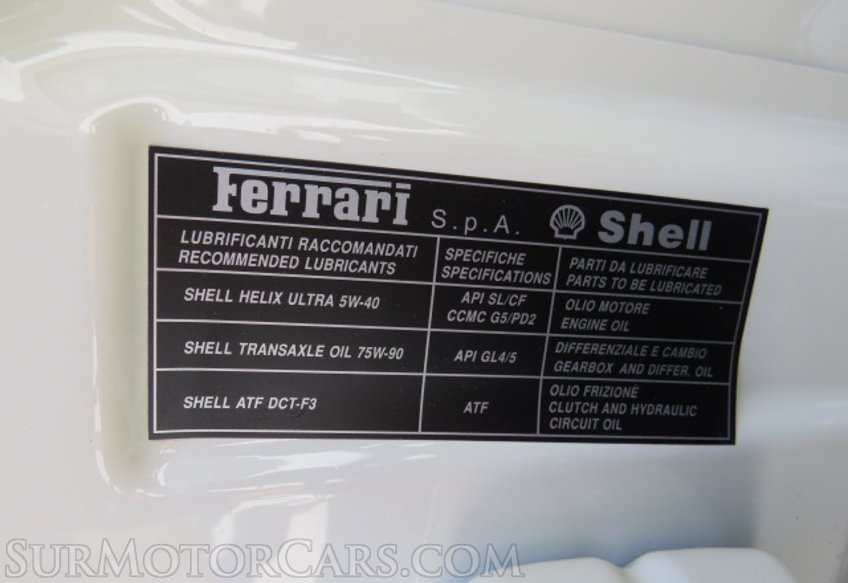 Ferrari S.p.A. Shell
LUBRIFICANTI RACCOMANDATI
RECOMMENDED LUBRICANTS
SPECIFICHE
SPECIFICATIONS
PARTI DA LUBRIFICARE
PARTS TO BE LUBRICATED
SHELL HELIX ULTRA 5W-40
API SL/CF
CCMC G5/PD2
OLIO MOTORE
ENGINE OIL
SHELL TRANSAXLE OIL 75W-90
API GL4/5
DIFFERENZIALE E CAMBIO
GEARBOX AND DIFFER. OIL
SHELL ATF DCT-F3
ATF
OLIO FRIZIONE
CLUTCH AND HYDRAULIC
CIRCUIT OIL
SURMOTORCARS.COM